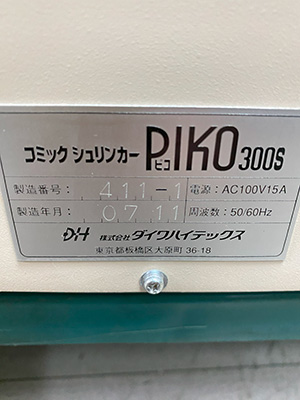 コミック シュリンカー PIKO ピコ 300S
製造番号: 411-1 電源: AC100V15A
製造年月: 07.11 周波数: 50/60Hz
DH 株式会社 ダイワハイテックス
東京都板橋区大原町 36-18